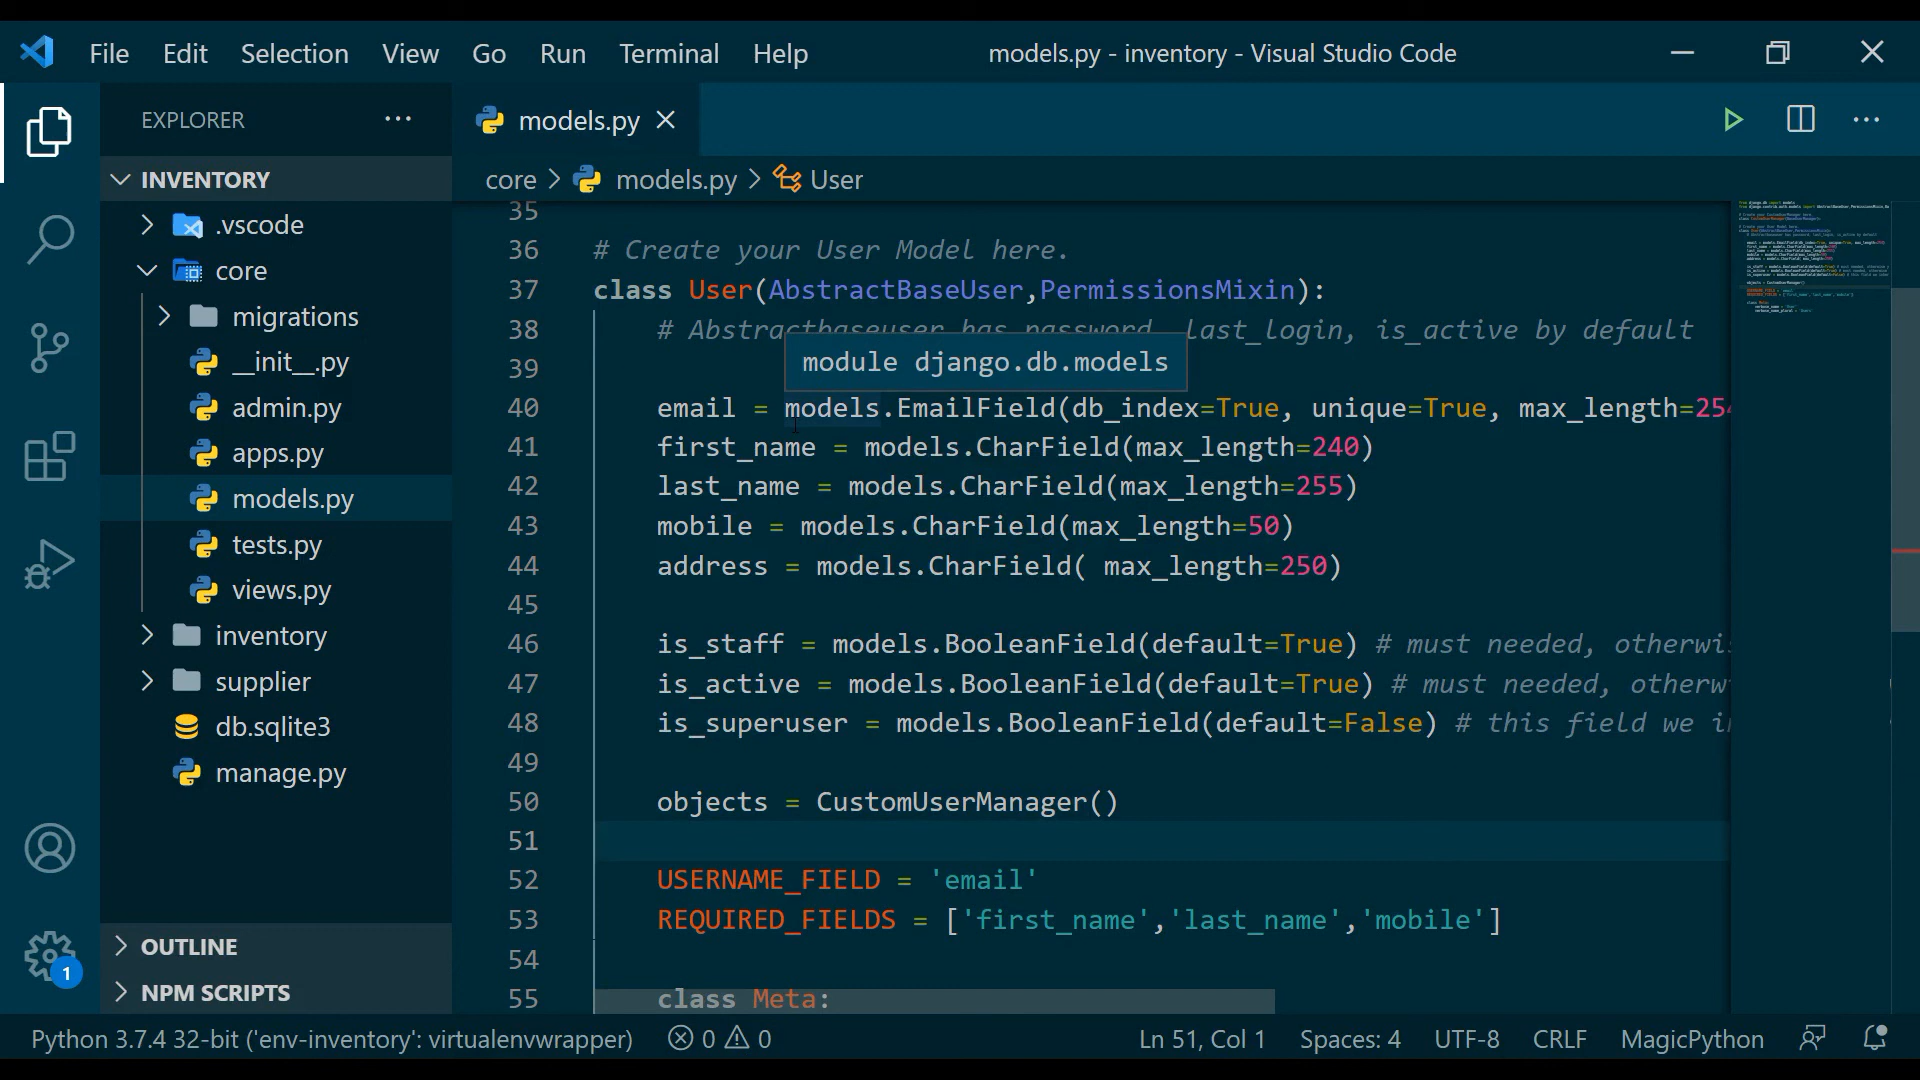 File Edit Selection View Go Run Terminal Help models.py - inventory - Visual Studio Code
EXPLORER ...
models.py
INVENTORY
core > models.py > User
.vscode
core
migrations
__init__.py
admin.py
apps.py
models.py
tests.py
views.py
inventory
supplier
db.sqlite3
manage.py
OUTLINE
NPM SCRIPTS
1
35
36 # Create your User Model here.
37 class User(AbstractBaseUser,PermissionsMixin):
38 # Abstractbaseuser has password, last_login, is_active by default
module django.db.models
39
40 email = models.EmailField(db_index=True, unique=True, max_length=254
41 first_name = models.CharField(max_length=240)
42 last_name = models.CharField(max_length=255)
43 mobile = models.CharField(max_length=50)
44 address = models.CharField( max_length=250)
45
46 is_staff = models.BooleanField(default=True) # must needed, otherwis
47 is_active = models.BooleanField(default=True) # must needed, otherw
48 is_superuser = models.BooleanField(default=False) # this field we i
49
50 objects = CustomUserManager()
51
52 USERNAME_FIELD = 'email'
53 REQUIRED_FIELDS = ['first_name','last_name','mobile']
54
55 class Meta:
Python 3.7.4 32-bit ('env-inventory': virtualenvwrapper) 0 0 Ln 51, Col 1 Spaces: 4 UTF-8 CRLF MagicPython